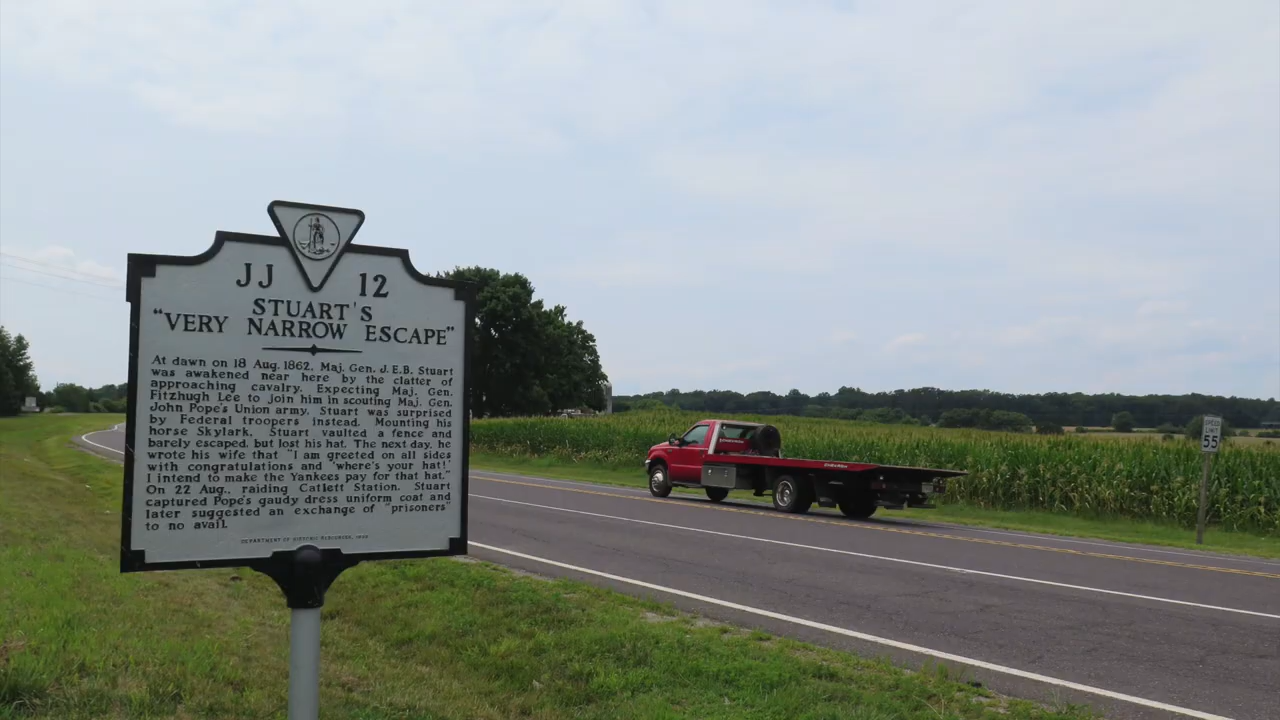 JJ 12
STUART'S
"VERY NARROW ESCAPE"
At dawn on 18 Aug. 1862, Maj. Gen. J.E.B. Stuart
was awakened near here by the clatter of
approaching cavalry. Expecting Maj. Gen.
Fitzhugh Lee to join him in scouting Maj. Gen.
John Pope's Union army, Stuart was surprised
by Federal troopers instead. Mounting his
horse Skylark, Stuart vaulted a fence and
barely escaped, but lost his hat. The next day, he
wrote his wife that "I am greeted on all sides
with congratulations and 'where's your hat!'
I intend to make the Yankees pay for that hat."
On 22 Aug., raiding Catlett Station, Stuart
captured Pope's gaudy dress uniform coat and
later suggested an exchange of "prisoners"
to no avail.
DEPARTMENT OF HISTORIC RESOURCES,
SPEED
LIMIT
55